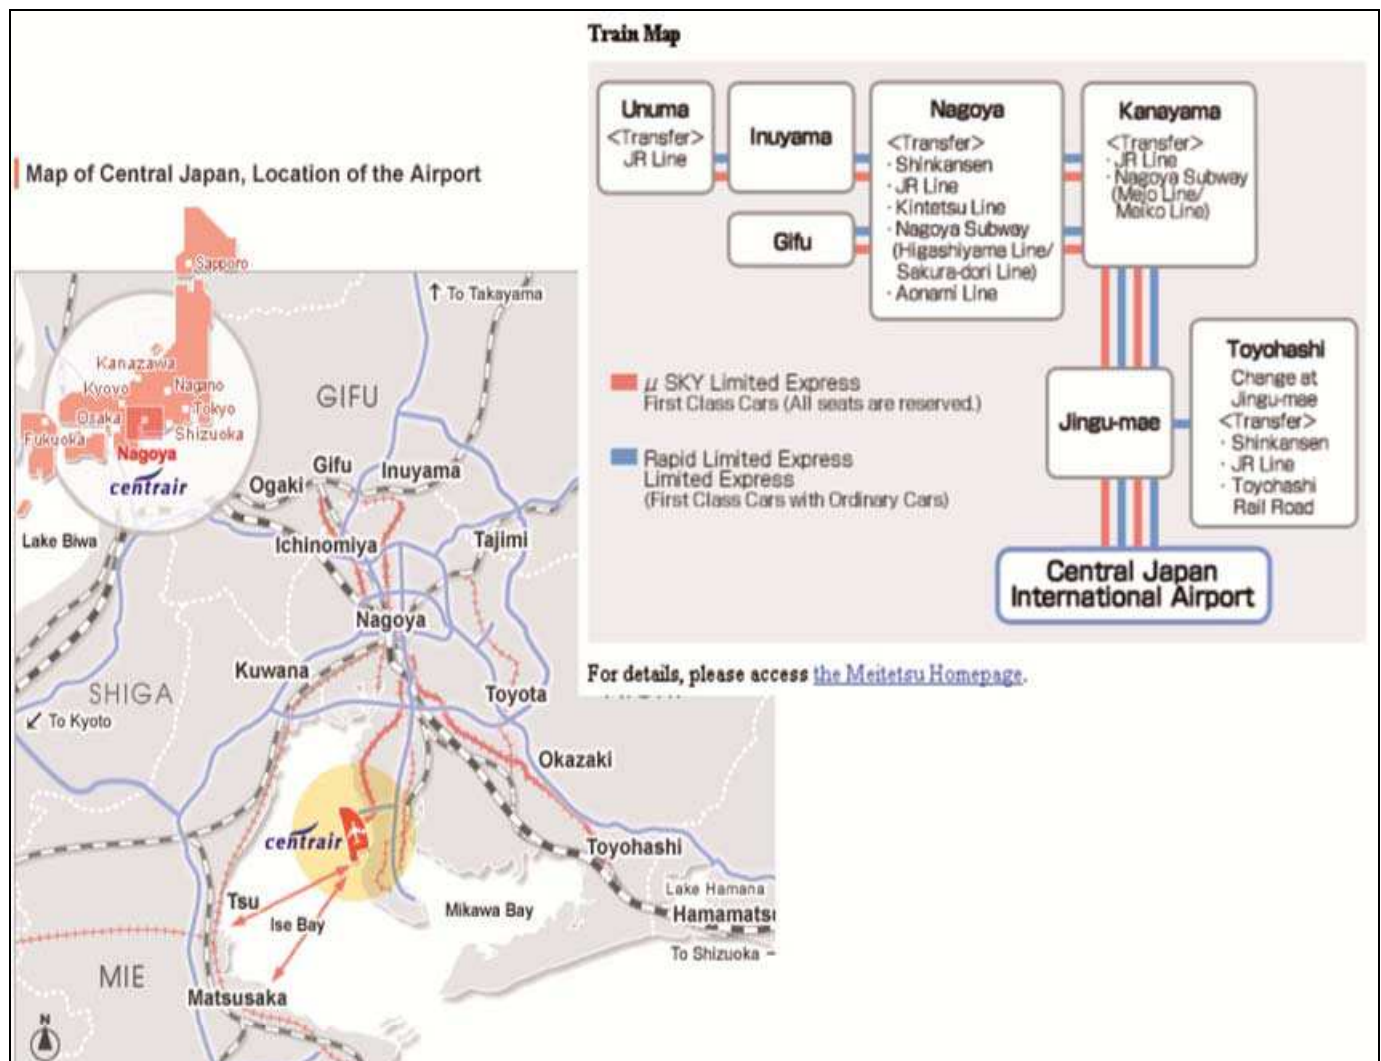 Train Map
Unuma
<Transfer>
JR Line
Inuyama
Gifu
Nagoya
<Transfer>
· Shinkansen
· JR Line
· Kintetsu Line
· Nagoya Subway
(Higashiyama Line/
Sakura-dori Line)
· Aonami Line
Kanayama
<Transfer>
· JR Line
· Nagoya Subway
(Mejo Line/
Meiko Line)
Jingu-mae
Toyohashi
Change at
Jingu-mae
<Transfer>
· Shinkansen
· JR Line
· Toyohashi
Rail Road
μ SKY Limited Express
First Class Cars (All seats are reserved.)
Rapid Limited Express
Limited Express
(First Class Cars with Ordinary Cars)
Central Japan
International Airport
For details, please access the Meitetsu Homepage.
Map of Central Japan, Location of the Airport
Sapporo
↑ To Takayama
Kanazawa
Kyoyo
Nagano
Osaka
Tokyo
Fukuoka
Shizuoka
Nagoya
centrair
GIFU
Gifu
Inuyama
Ogaki
Lake Biwa
Ichinomiya
Tajimi
Nagoya
Kuwana
SHIGA
Toyota
↙ To Kyoto
Okazaki
centrair
Toyohashi
Lake Hamana
Tsu
Mikawa Bay
Hamamatsu
Ise Bay
To Shizuoka
MIE
Matsusaka
N